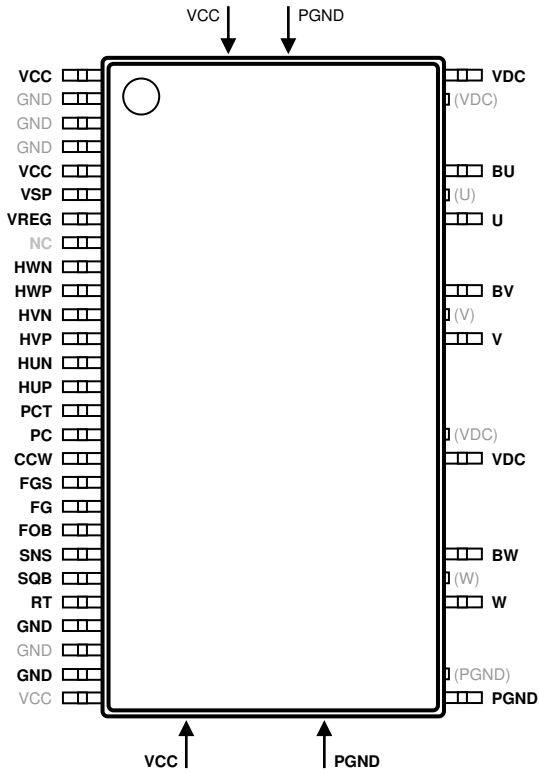 VCC PGND
VCC VDC
GND (VDC)
GND
GND
VCC BU
VSP (U)
VREG U
NC
HWN
HWP BV
HVN (V)
HVP V
HUN
HUP
PCT
PC (VDC)
CCW VDC
FGS
FG
FOB
SNS BW
SQB (W)
RT W
GND
GND
GND (PGND)
VCC PGND
VCC PGND